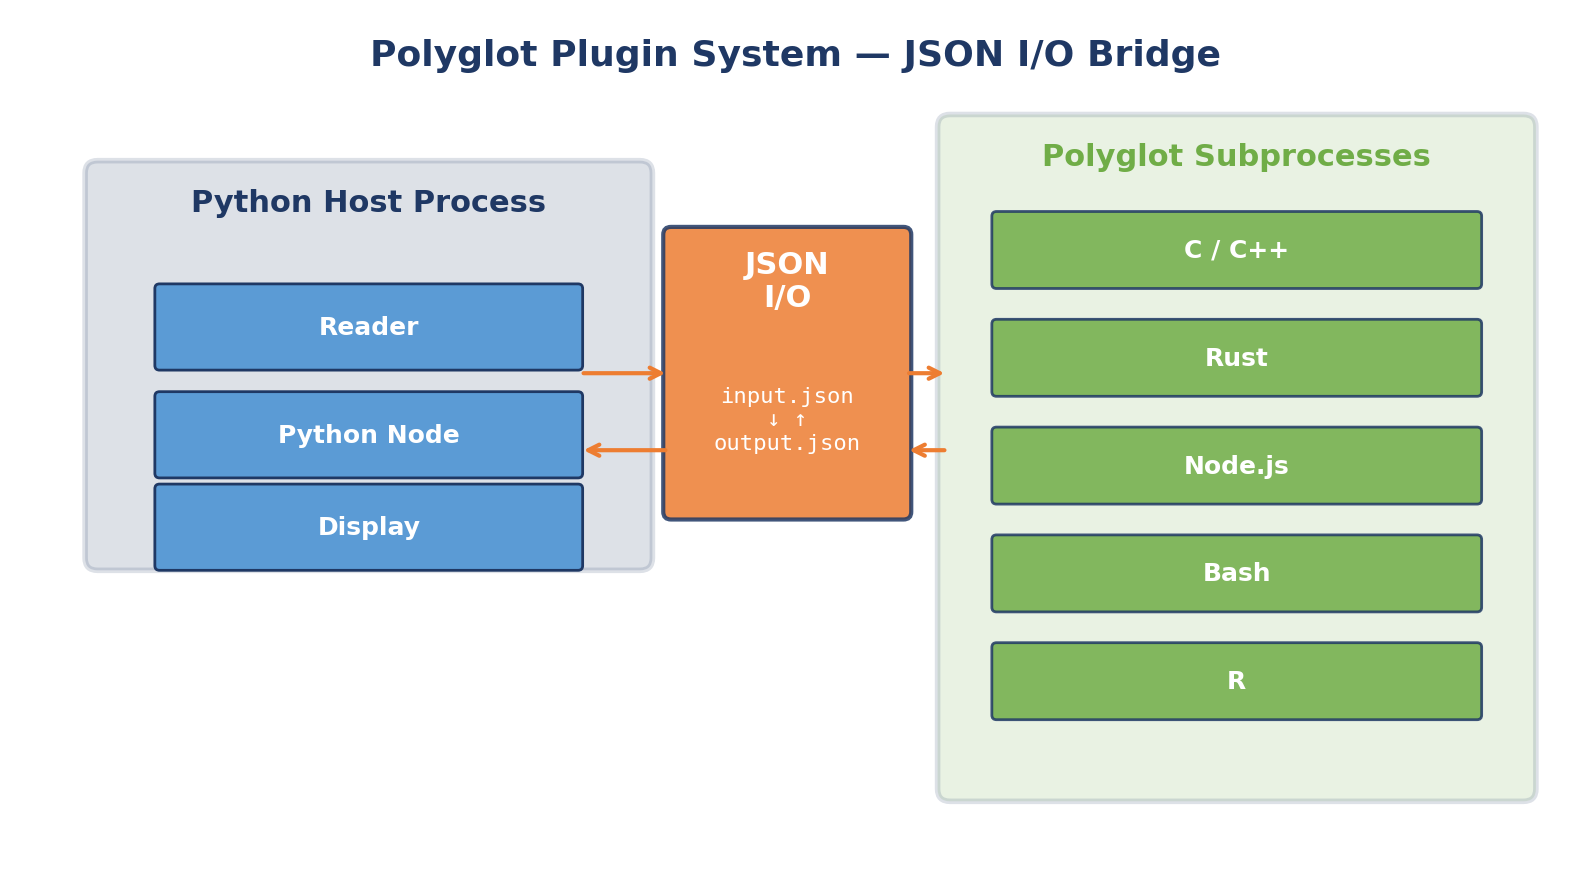 Polyglot Plugin System — JSON I/O Bridge
Python Host Process
Reader
Python Node
Display
JSON
I/O
input.json
↓ ↑
output.json
Polyglot Subprocesses
C / C++
Rust
Node.js
Bash
R